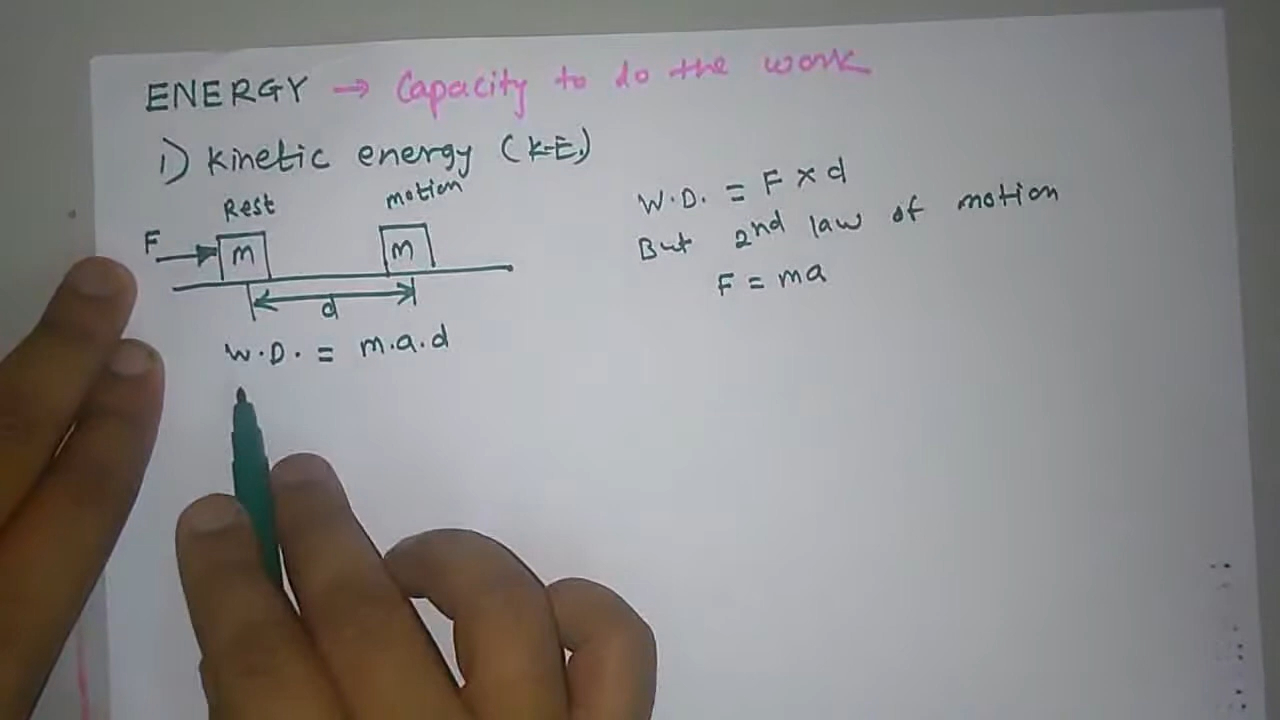 ENERGY → Capacity to do the work
1) Kinetic energy (K.E.)
Rest motion
F m m
d
W.D. = m.a.d
W.D. = F × d
But 2nd law of motion
F = ma